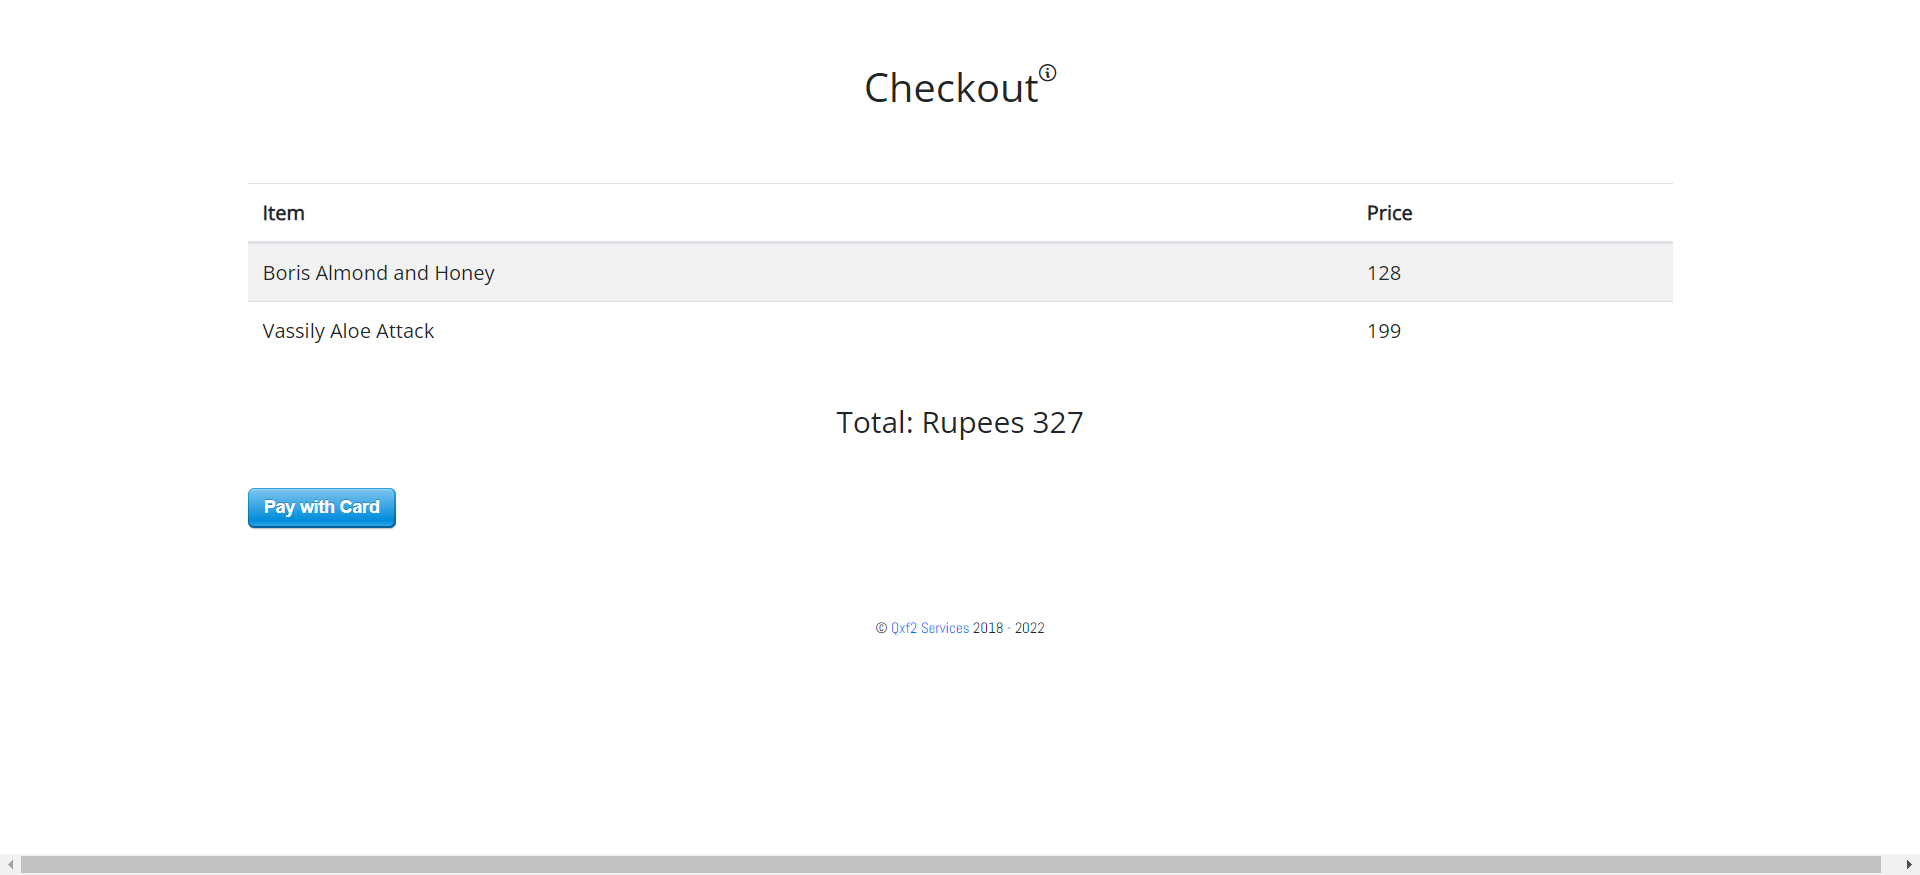 Checkout
Item Price
Boris Almond and Honey 128
Vassily Aloe Attack 199
Total: Rupees 327
Pay with Card
© Qxf2 Services 2018 - 2022